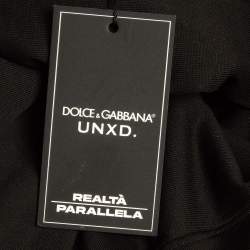 DOLCE & GABBANA®
UNXD.
REALTÀ
PARALLELA